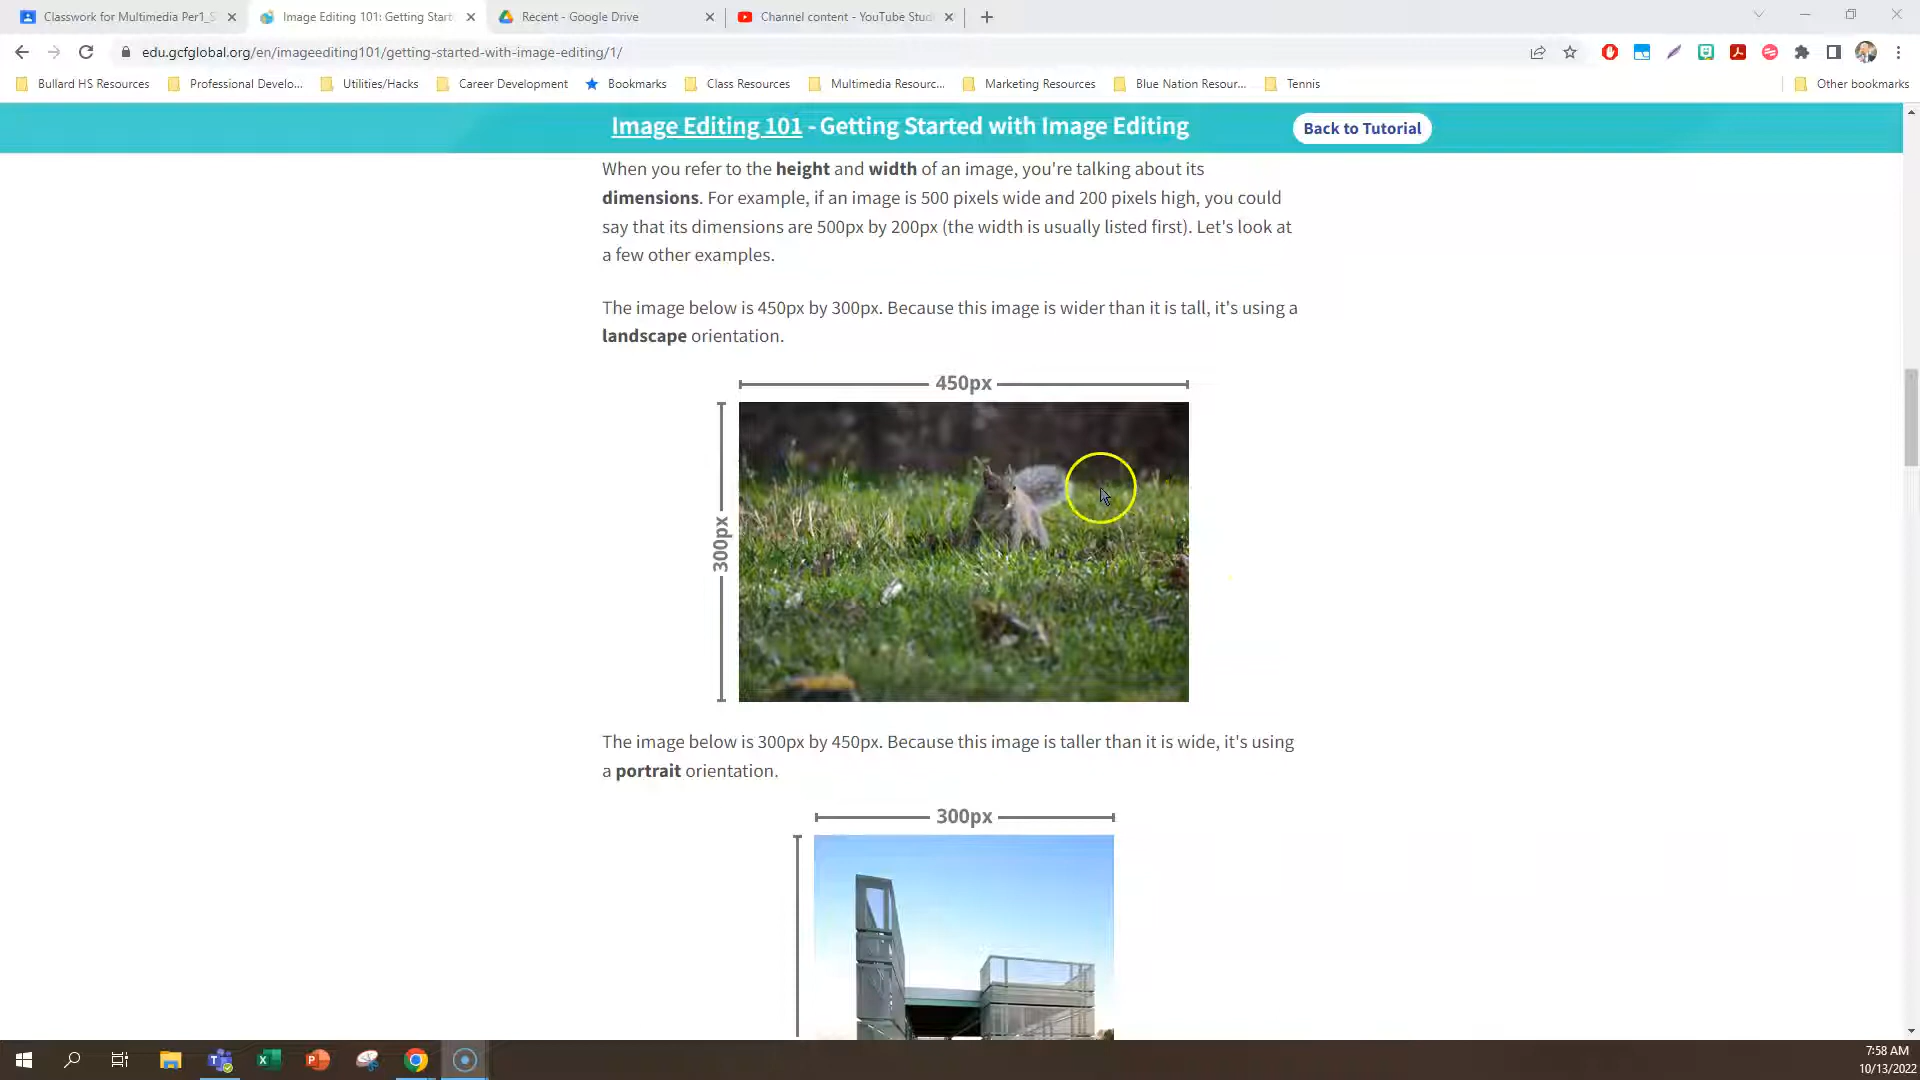 Classwork for Multimedia Per1_S
Image Editing 101: Getting Start
Recent - Google Drive
Channel content - YouTube Stud
edu.gcfglobal.org/en/imageediting101/getting-started-with-image-editing/1/
Bullard HS Resources
Professional Develo...
Utilities/Hacks
Career Development
Bookmarks
Class Resources
Multimedia Resourc...
Marketing Resources
Blue Nation Resour...
Tennis
Other bookmarks
Image Editing 101 - Getting Started with Image Editing
Back to Tutorial
When you refer to the height and width of an image, you're talking about its
dimensions. For example, if an image is 500 pixels wide and 200 pixels high, you could
say that its dimensions are 500px by 200px (the width is usually listed first). Let's look at
a few other examples.
The image below is 450px by 300px. Because this image is wider than it is tall, it's using a
landscape orientation.
450px
300px
The image below is 300px by 450px. Because this image is taller than it is wide, it's using
a portrait orientation.
300px
7:58 AM
10/13/2022